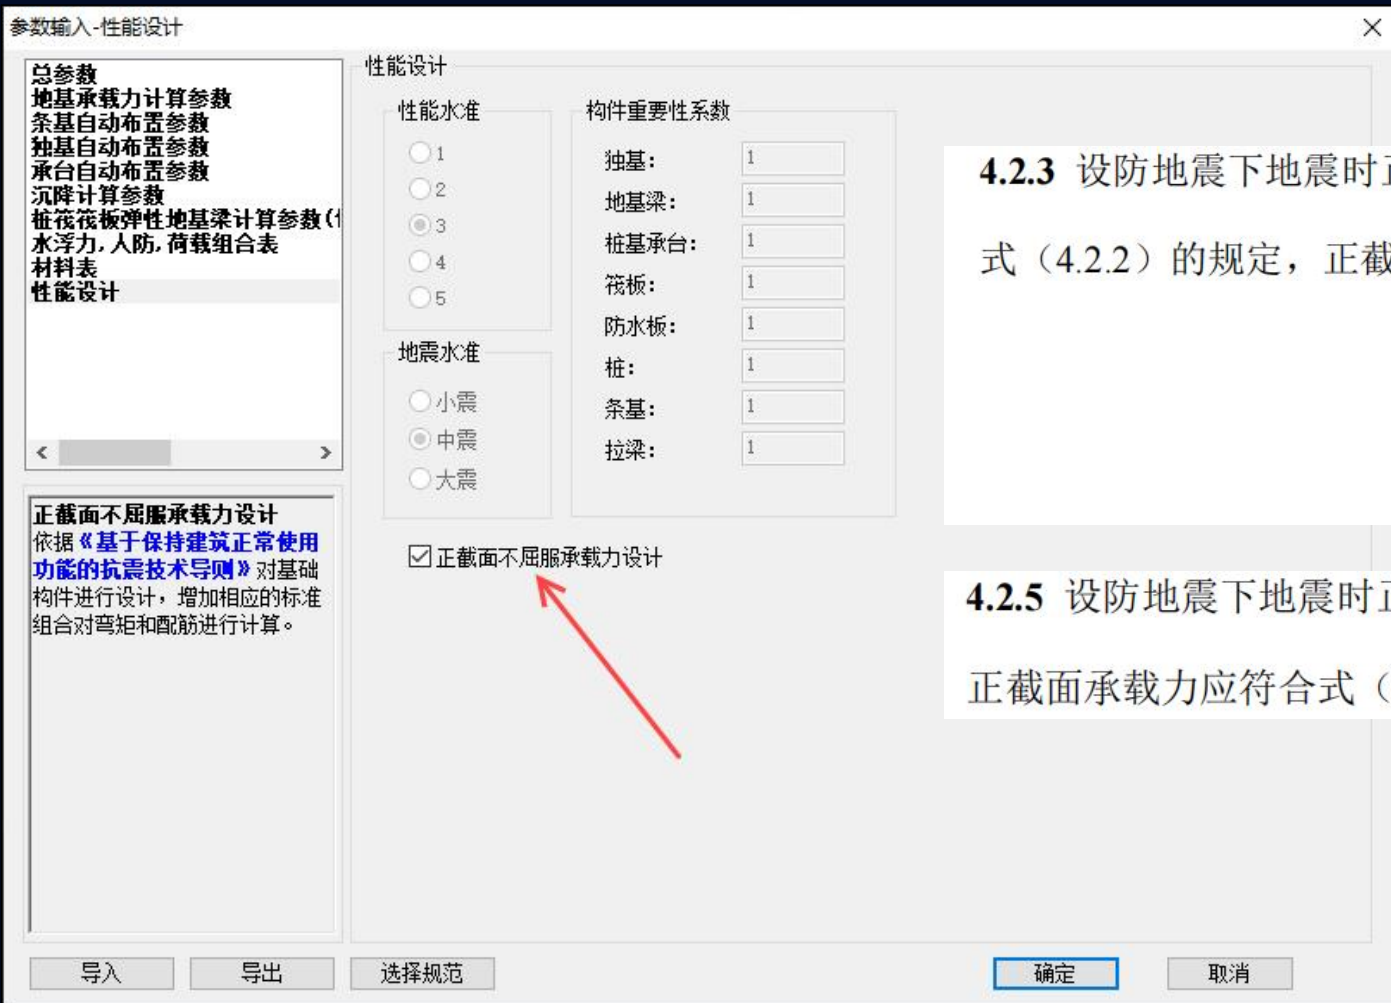 参数输入-性能设计
总参数
地基承载力计算参数
条基自动布置参数
独基自动布置参数
承台自动布置参数
沉降计算参数
桩筏筏板弹性地基梁计算参数(
水浮力,人防,荷载组合表
材料表
性能设计
正截面不屈服承载力设计
依据《基于保持建筑正常使用
功能的抗震技术导则》对基础
构件进行设计，增加相应的标准
组合对弯矩和配筋进行计算。
性能设计
性能水准
1
2
3
4
5
地震水准
小震
中震
大震
构件重要性系数
独基: 1
地基梁: 1
桩基承台: 1
筏板: 1
防水板: 1
桩: 1
条基: 1
拉梁: 1
正截面不屈服承载力设计
4.2.3 设防地震下地震时
式（4.2.2）的规定，正截
4.2.5 设防地震下地震时
正截面承载力应符合式（
导入
导出
选择规范
确定
取消